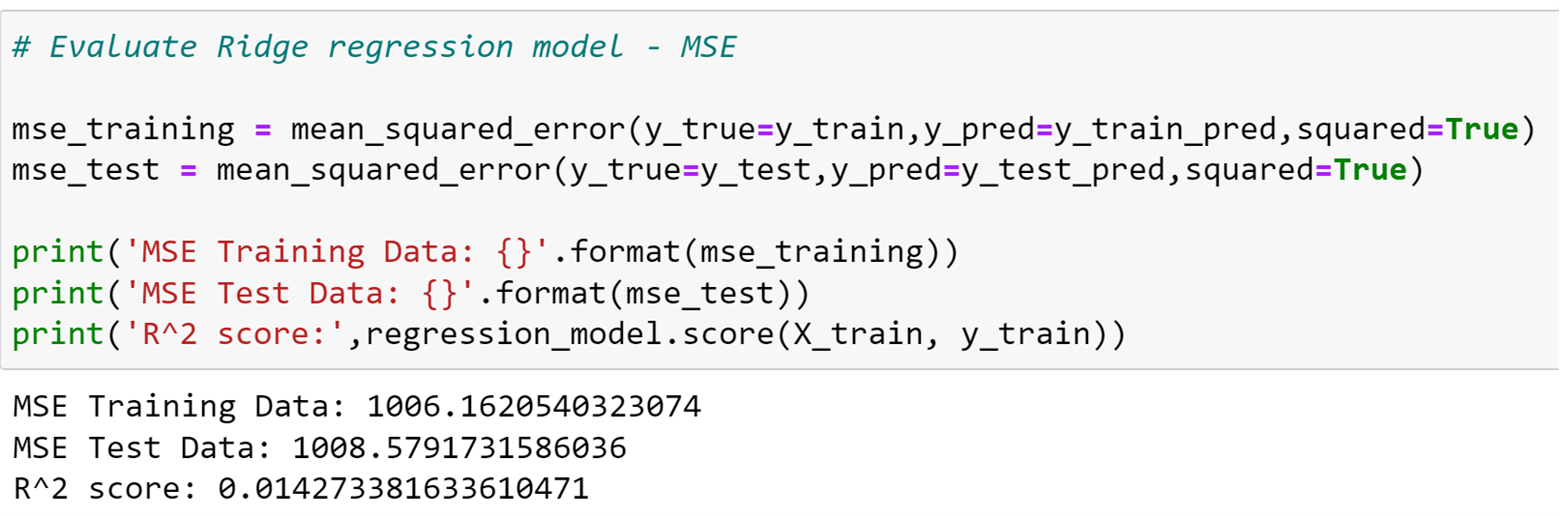 # Evaluate Ridge regression model - MSE
mse_training = mean_squared_error(y_true=y_train,y_pred=y_train_pred,squared=True)
mse_test = mean_squared_error(y_true=y_test,y_pred=y_test_pred,squared=True)
print('MSE Training Data: {}'.format(mse_training))
print('MSE Test Data: {}'.format(mse_test))
print('R^2 score:',regression_model.score(X_train, y_train))
MSE Training Data: 1006.1620540323074
MSE Test Data: 1008.5791731586036
R^2 score: 0.014273381633610471